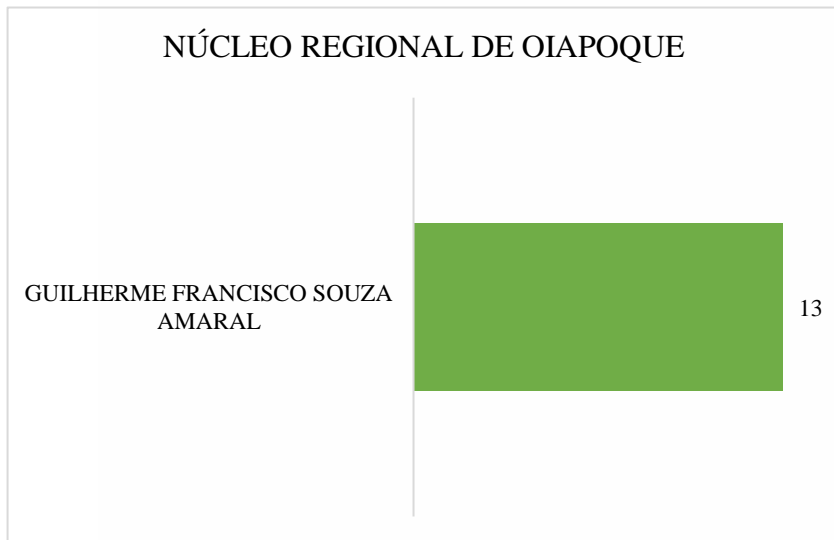 NÚCLEO REGIONAL DE OIAPOQUE
GUILHERME FRANCISCO SOUZA
AMARAL
13